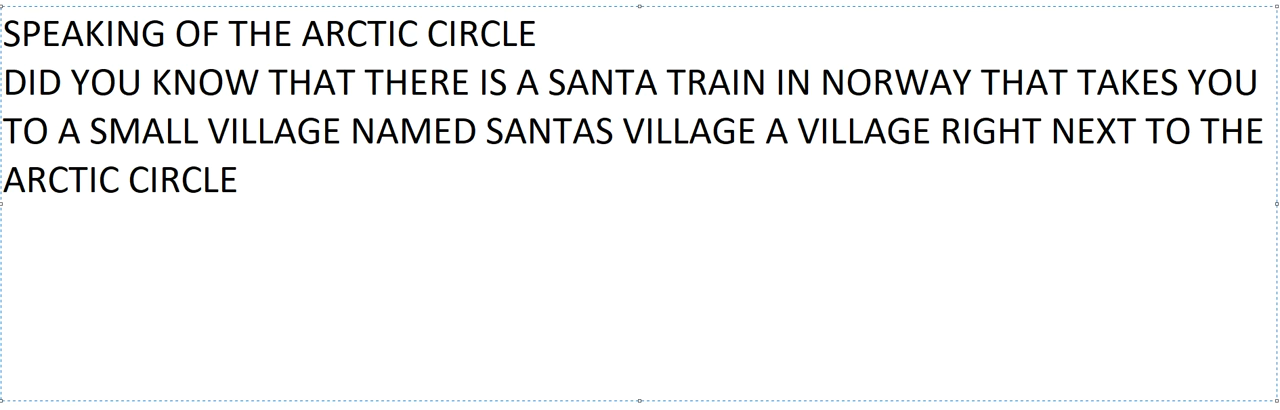 SPEAKING OF THE ARCTIC CIRCLE
DID YOU KNOW THAT THERE IS A SANTA TRAIN IN NORWAY THAT TAKES YOU
TO A SMALL VILLAGE NAMED SANTAS VILLAGE A VILLAGE RIGHT NEXT TO THE
ARCTIC CIRCLE